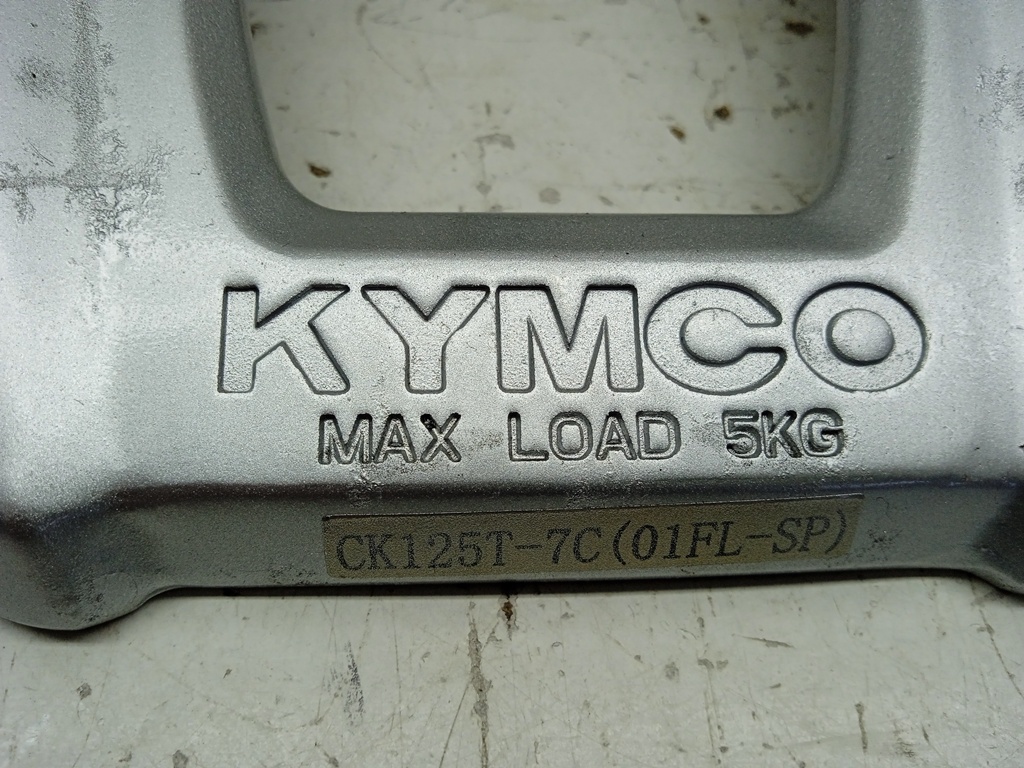 KYMCO
MAX LOAD 5KG
CK125T-7C(01FL-SP)